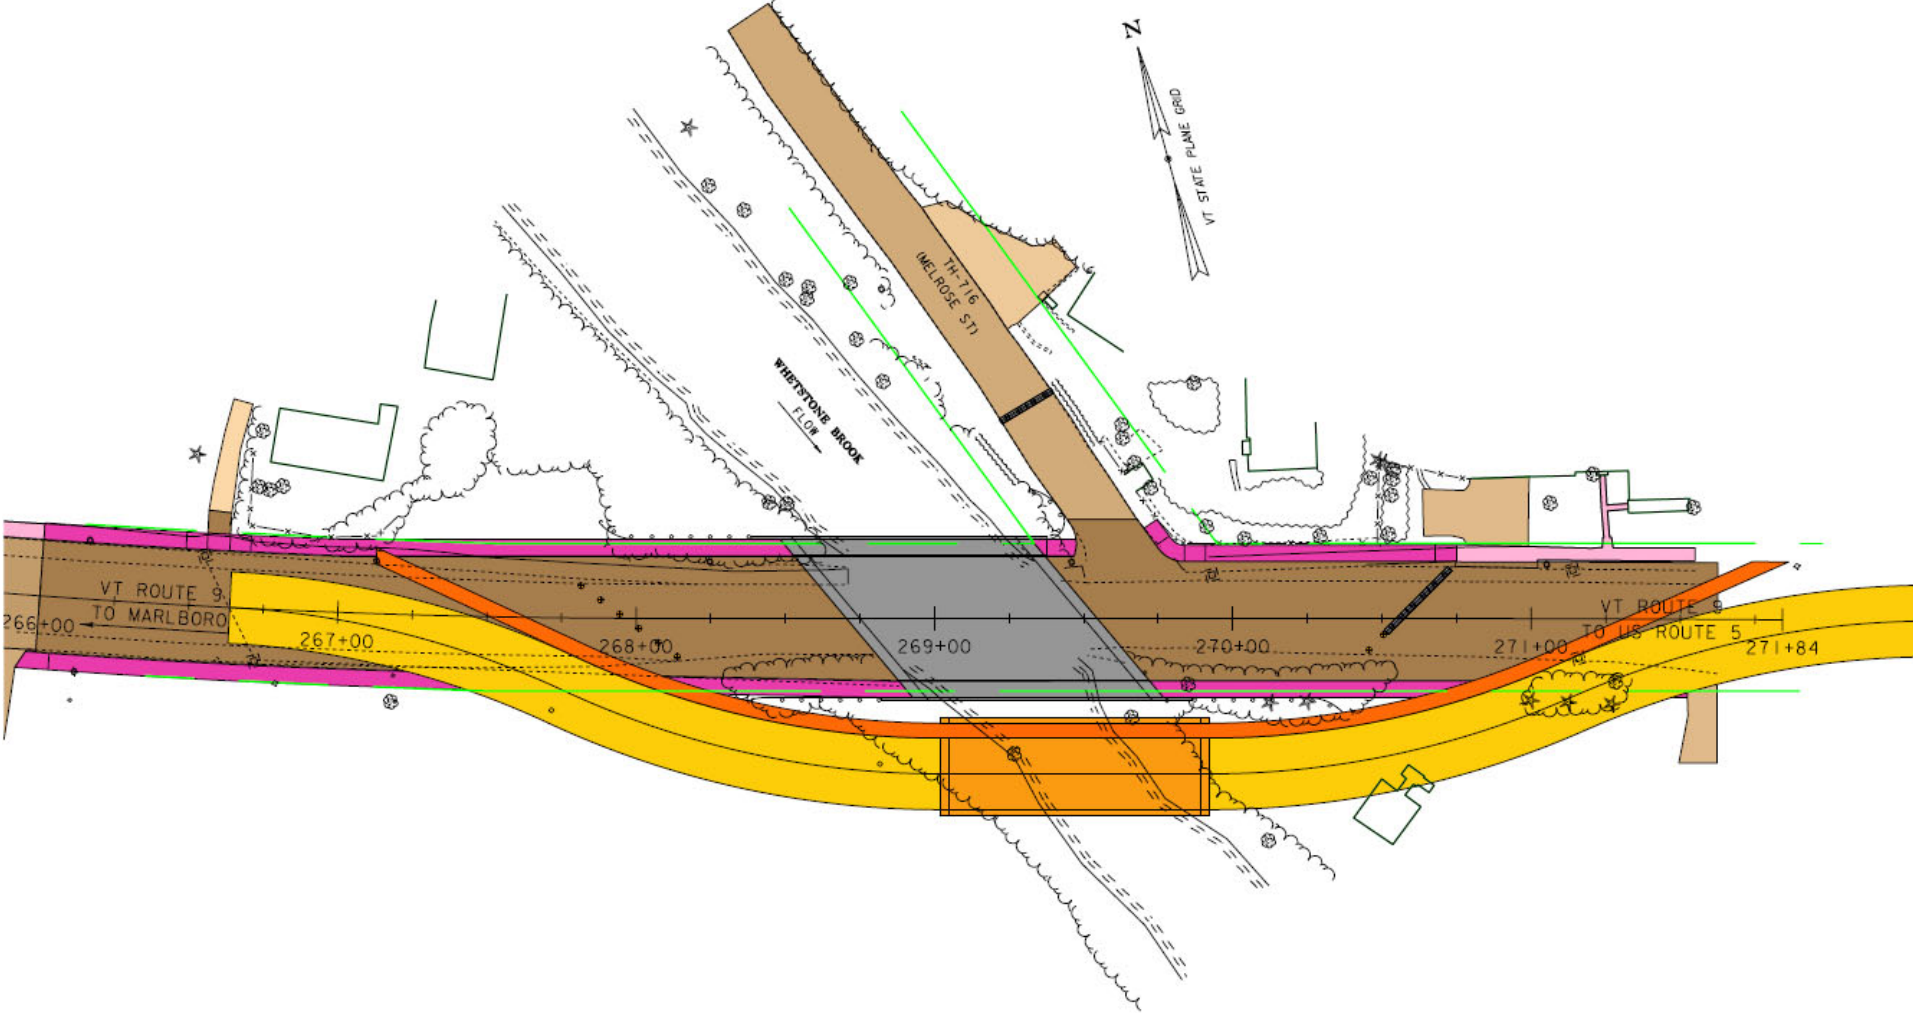 N
VT STATE PLANE GRID
TH-716
(MELROSE ST)
WHETSTONE BROOK
FLOW
VT ROUTE 9
TO MARLBORO
266+00
267+00
268+00
269+00
270+00
271+00
VT ROUTE 9
TO US ROUTE 5
271+84